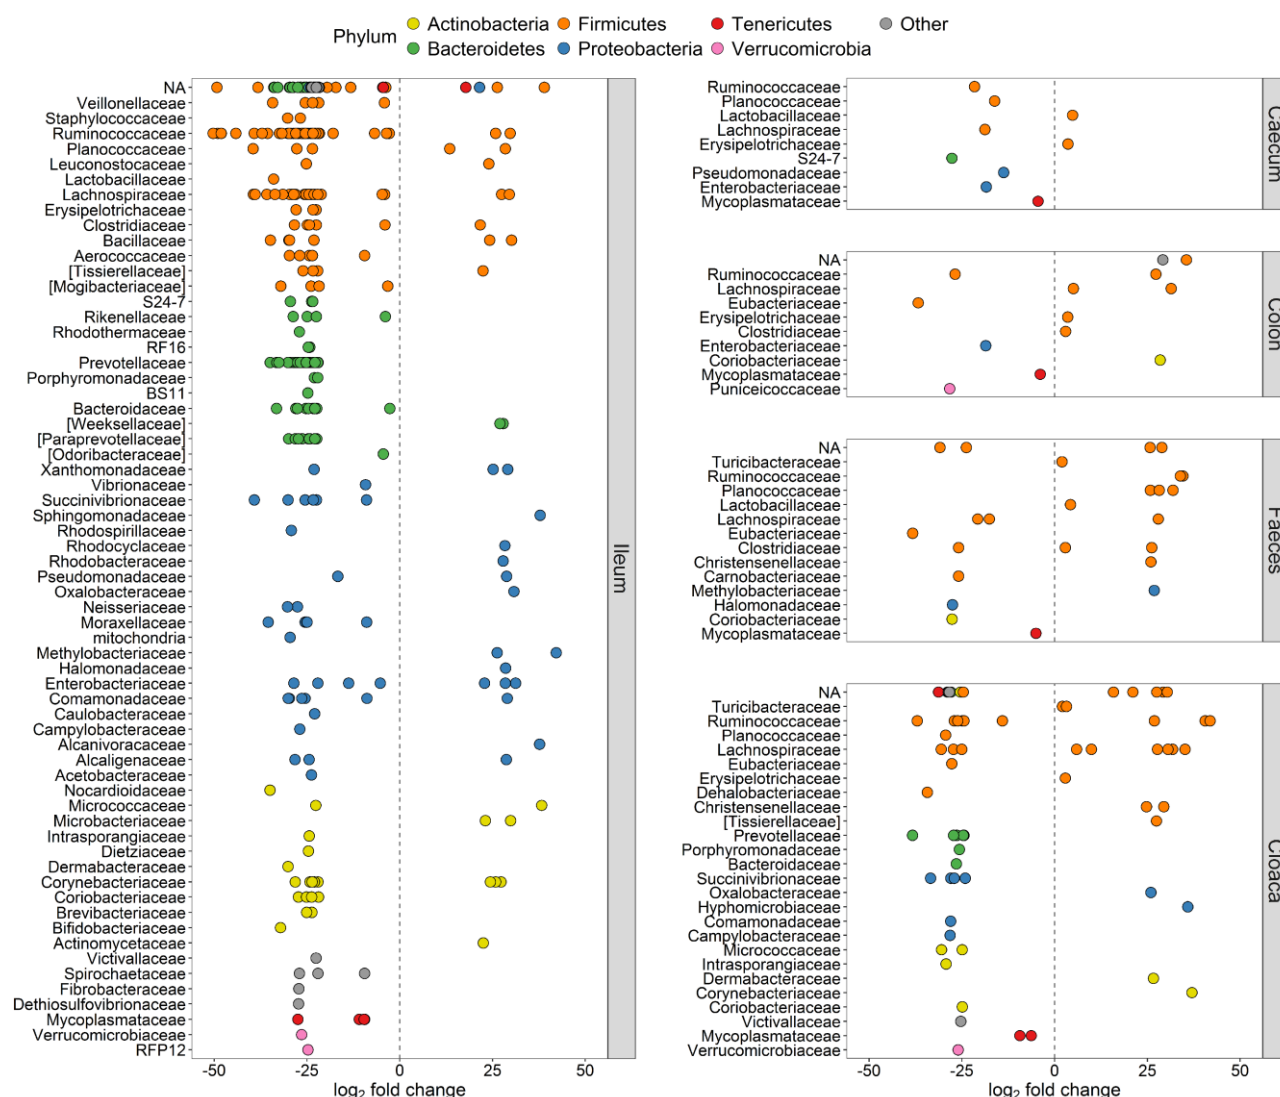 Phylum
Actinobacteria Firmicutes Tenericutes Other
Bacteroidetes Proteobacteria Verrucomicrobia
NA
Veillonellaceae
Staphylococcaceae
Ruminococcaceae
Planococcaceae
Leuconostocaceae
Lactobacillaceae
Lachnospiraceae
Erysipelotrichaceae
Clostridiaceae
Bacillaceae
Aerococcaceae
[Tissierellaceae]
[Mogibacteriaceae]
S24-7
Rikenellaceae
Rhodothermaceae
RF16
Prevotellaceae
Porphyromonadaceae
BS11
Bacteroidaceae
[Weeksellaceae]
[Paraprevotellaceae]
[Odoribacteraceae]
Xanthomonadaceae
Vibrionaceae
Succinivibrionaceae
Sphingomonadaceae
Rhodospirillaceae
Rhodocyclaceae
Rhodobacteraceae
Pseudomonadaceae
Oxalobacteraceae
Neisseriaceae
Moraxellaceae
mitochondria
Methylobacteriaceae
Halomonadaceae
Enterobacteriaceae
Comamonadaceae
Caulobacteraceae
Campylobacteraceae
Alcanivoracaceae
Alcaligenaceae
Acetobacteraceae
Nocardioidaceae
Micrococcaceae
Microbacteriaceae
Intrasporangiaceae
Dietziaceae
Dermabacteraceae
Corynebacteriaceae
Coriobacteriaceae
Brevibacteriaceae
Bifidobacteriaceae
Actinomycetaceae
Victivallaceae
Spirochaetaceae
Fibrobacteraceae
Dethiosulfovibrionaceae
Mycoplasmataceae
Verrucomicrobiaceae
RFP12
Ileum
-50 -25 0 25 50
log2 fold change
Ruminococcaceae
Planococcaceae
Lactobacillaceae
Lachnospiraceae
Erysipelotrichaceae
S24-7
Pseudomonadaceae
Enterobacteriaceae
Mycoplasmataceae
Caecum
NA
Ruminococcaceae
Lachnospiraceae
Eubacteriaceae
Erysipelotrichaceae
Clostridiaceae
Enterobacteriaceae
Coriobacteriaceae
Mycoplasmataceae
Puniceicoccaceae
Colon
NA
Turicibacteraceae
Ruminococcaceae
Planococcaceae
Lactobacillaceae
Lachnospiraceae
Eubacteriaceae
Clostridiaceae
Christensenellaceae
Carnobacteriaceae
Methylobacteriaceae
Halomonadaceae
Coriobacteriaceae
Mycoplasmataceae
Faeces
NA
Turicibacteraceae
Ruminococcaceae
Planococcaceae
Lachnospiraceae
Eubacteriaceae
Erysipelotrichaceae
Dehalobacteriaceae
Christensenellaceae
[Tissierellaceae]
Prevotellaceae
Porphyromonadaceae
Bacteroidaceae
Succinivibrionaceae
Oxalobacteraceae
Hyphomicrobiaceae
Comamonadaceae
Campylobacteraceae
Micrococcaceae
Intrasporangiaceae
Dermabacteraceae
Corynebacteriaceae
Coriobacteriaceae
Victivallaceae
Mycoplasmataceae
Verrucomicrobiaceae
Cloaca
-50 -25 0 25 50
log2 fold change